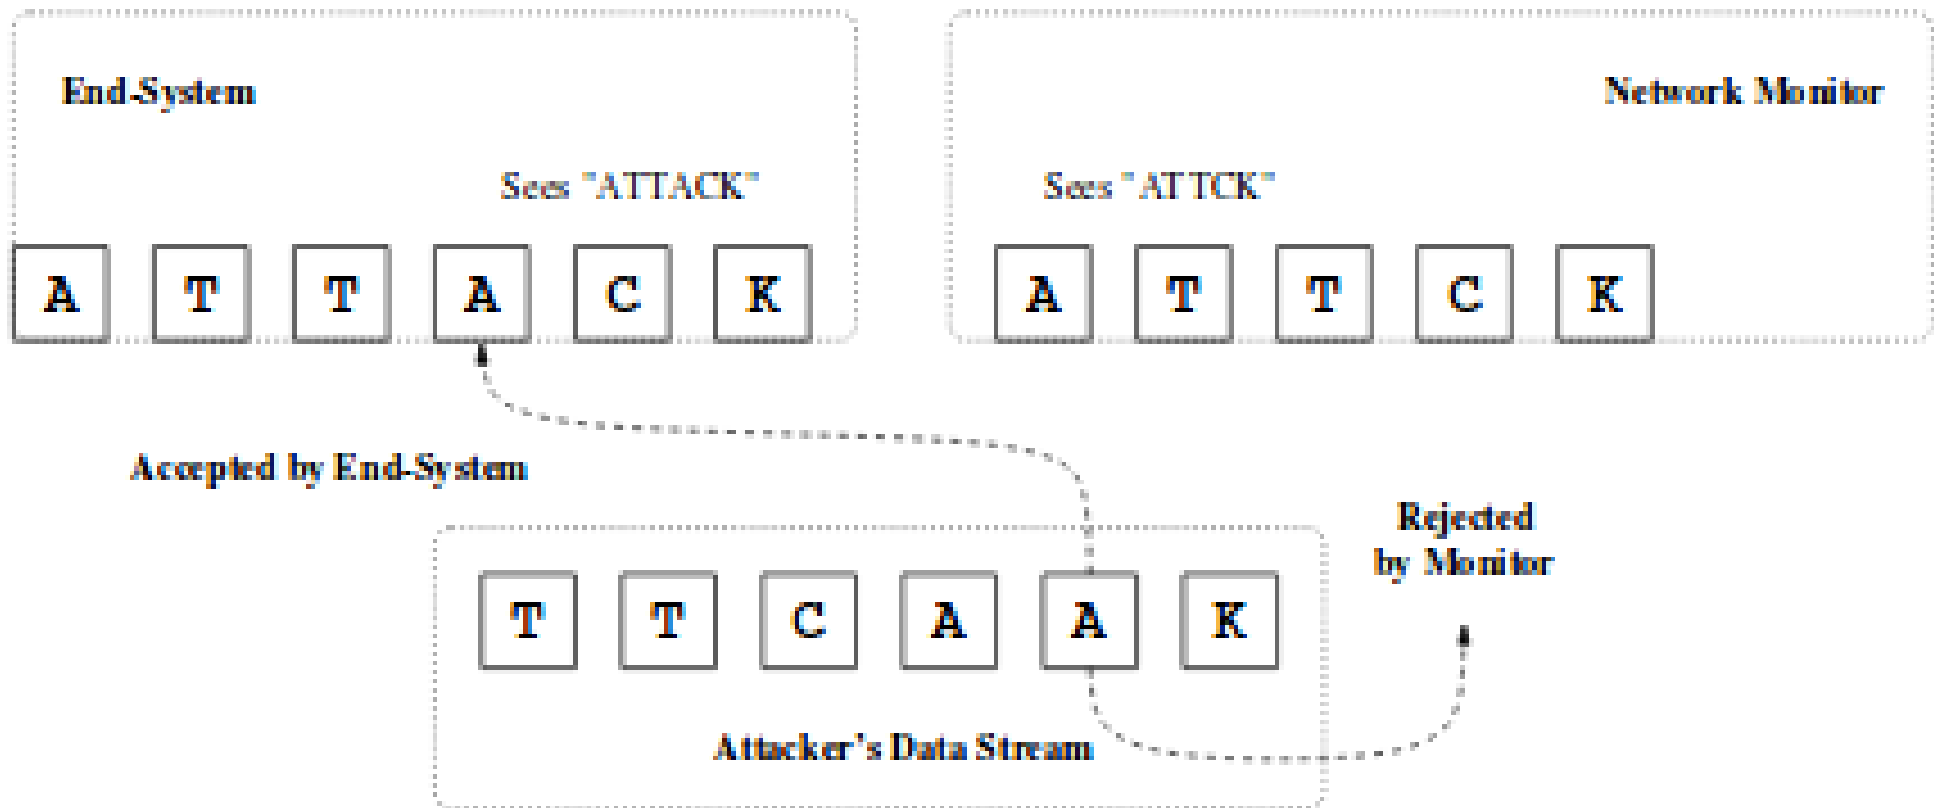 End-System
Network Monitor
Sees "ATTACK"
Sees "ATTCK"
A T T A C K
A T T C K
Accepted by End-System
Rejected
by Monitor
T T C A A K
Attacker's Data Stream